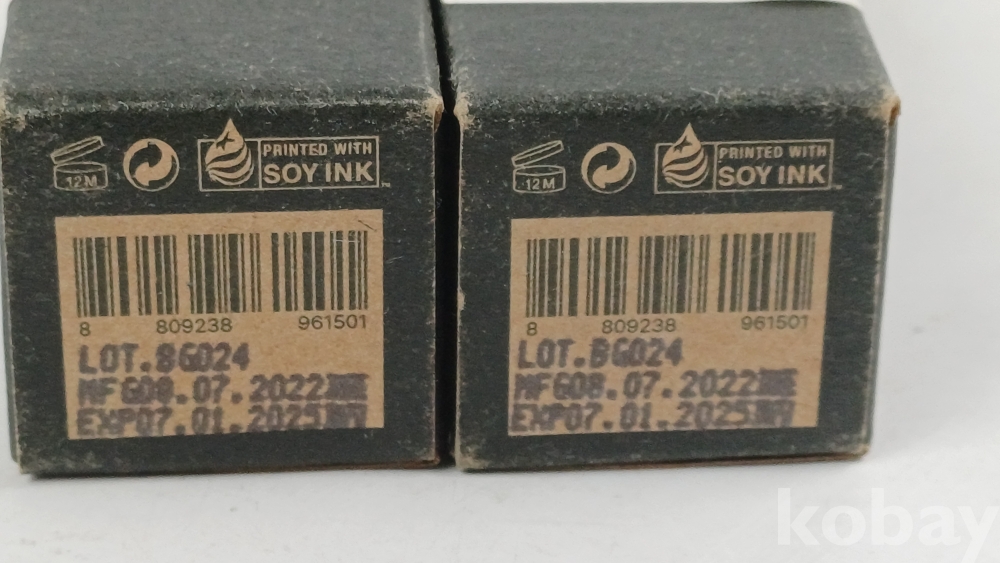 12M
PRINTED WITH
SOY INK
8 809238 961501
LOT.BG024
MFG08.07.2022
EXP07.01.2025
12M
PRINTED WITH
SOY INK
8 809238 961501
LOT.BG024
MFG08.07.2022
EXP07.01.2025
kobay